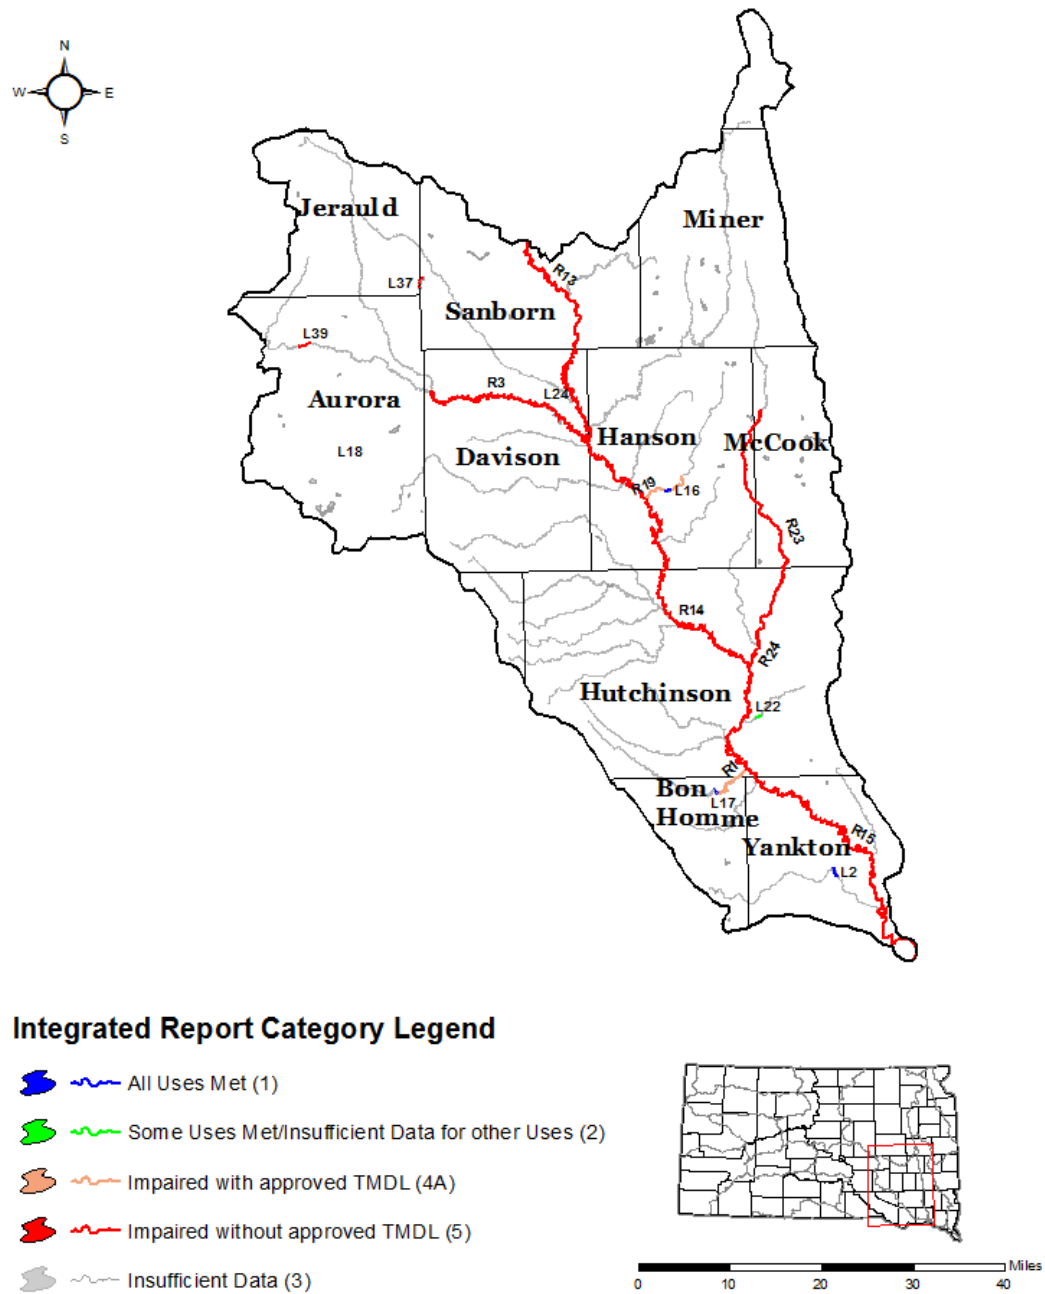 N
W E
S
Jerauld
Miner
L37
R13
Sanborn
L39
R3
L24
Aurora
Hanson
McCook
L18
Davison
R19
L16
R23
R14
R24
Hutchinson
L22
R1
Bon
Homme
L17
R15
Yankton
L2
Integrated Report Category Legend
All Uses Met (1)
Some Uses Met/Insufficient Data for other Uses (2)
Impaired with approved TMDL (4A)
Impaired without approved TMDL (5)
Insufficient Data (3)
Miles
0 10 20 30 40